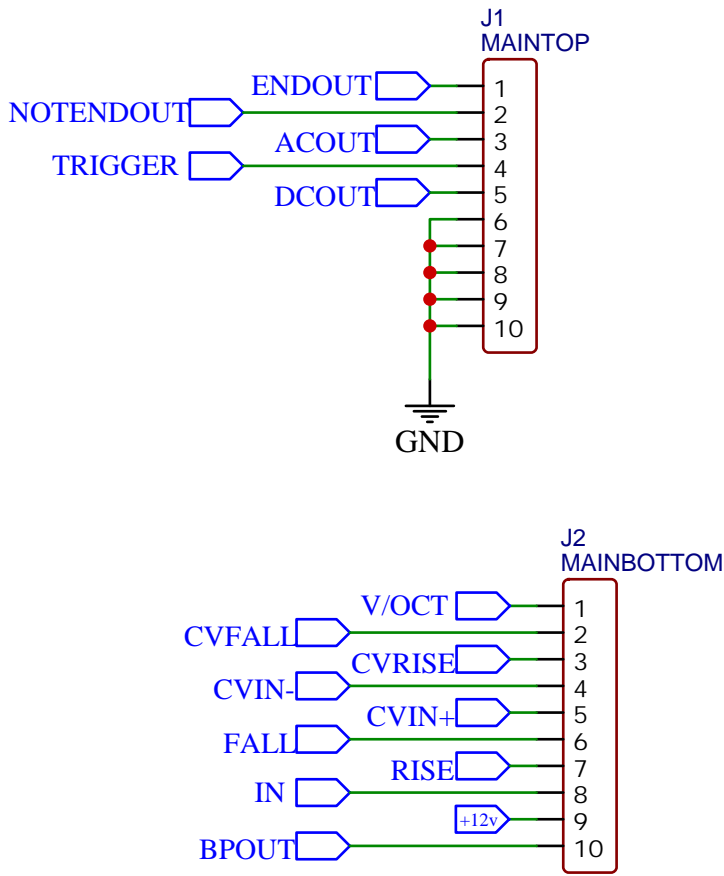 J1
MAINTOP
ENDOUT 1
NOTENDOUT 2
ACOUT 3
TRIGGER 4
DCOUT 5
6
7
8
9
10
GND
J2
MAINBOTTOM
V/OCT 1
CVFALL 2
CVRISE 3
CVIN- 4
CVIN+ 5
FALL 6
RISE 7
IN 8
+12v 9
BPOUT 10